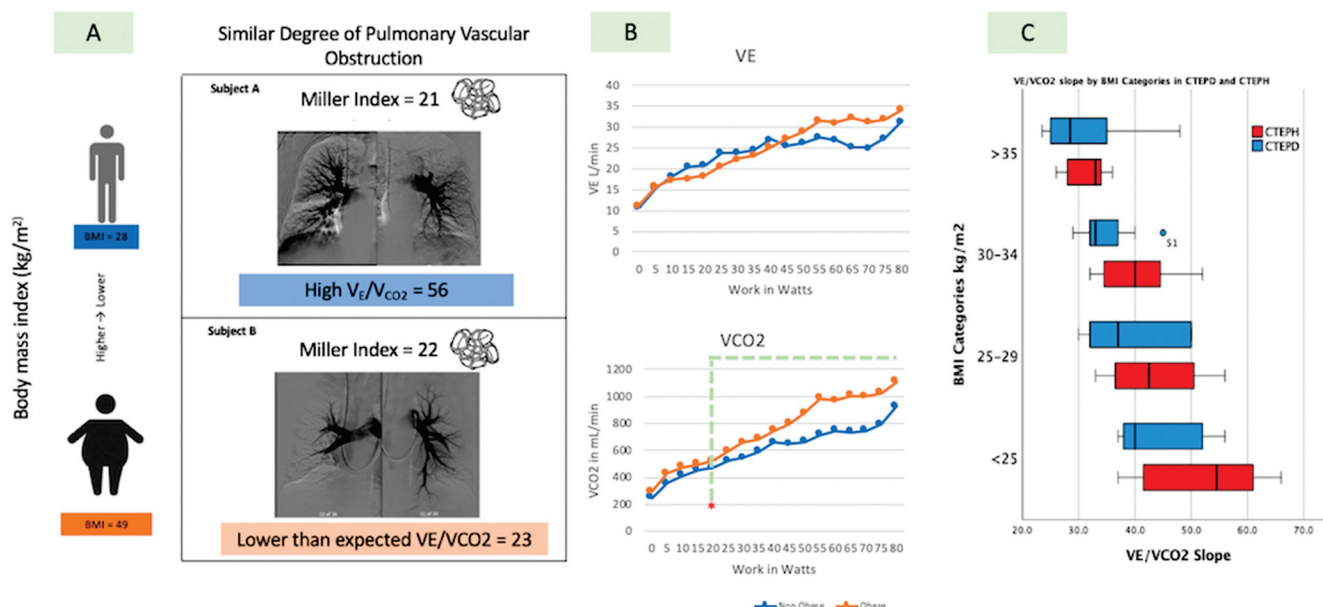 A
Similar Degree of Pulmonary Vascular
Obstruction
Body mass index (kg/m²)
BMI = 28
Higher → Lower
BMI = 49
Subject A
Miller Index = 21
High VE/VCO2 = 56
Subject B
Miller Index = 22
Lower than expected VE/VCO2 = 23
B
VE
VE L/min
40
35
30
25
20
15
10
5
0
0 5 10 15 20 25 30 35 40 45 50 55 60 65 70 75 80
Work in Watts
VCO2
VCO2 in mL/min
1200
1000
800
600
400
200
0
*
0 5 10 15 20 25 30 35 40 45 50 55 60 65 70 75 80
Work in Watts
Non Obese Obese
C
VE/VCO2 slope by BMI Categories in CTEPD and CTEPH
CTEPH
CTEPD
BMI Categories kg/m2
>35
30-34
25-29
<25
51
20.0 30.0 40.0 50.0 60.0 70.0
VE/VCO2 Slope